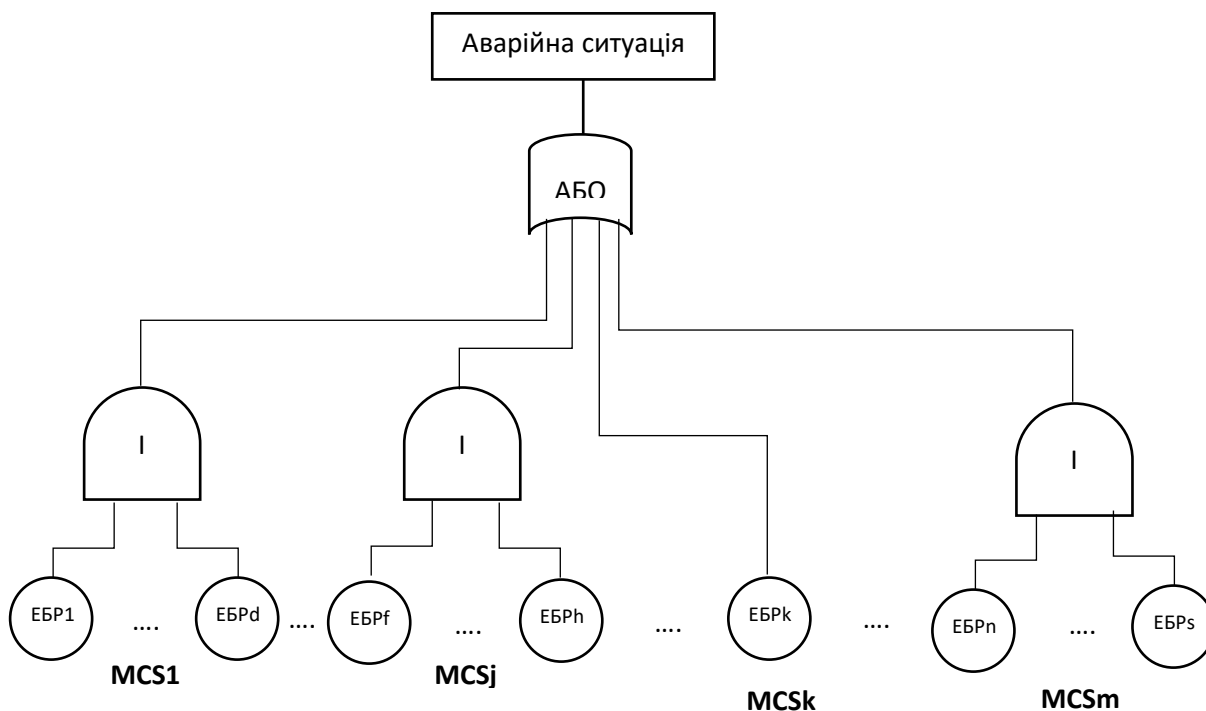 Аварійна ситуація
АБО
І
І
І
ЕБР1
....
ЕБРd
....
ЕБРf
....
ЕБРh
....
ЕБРk
....
ЕБРn
....
ЕБРs
MCS1
MCSj
MCSk
MCSm